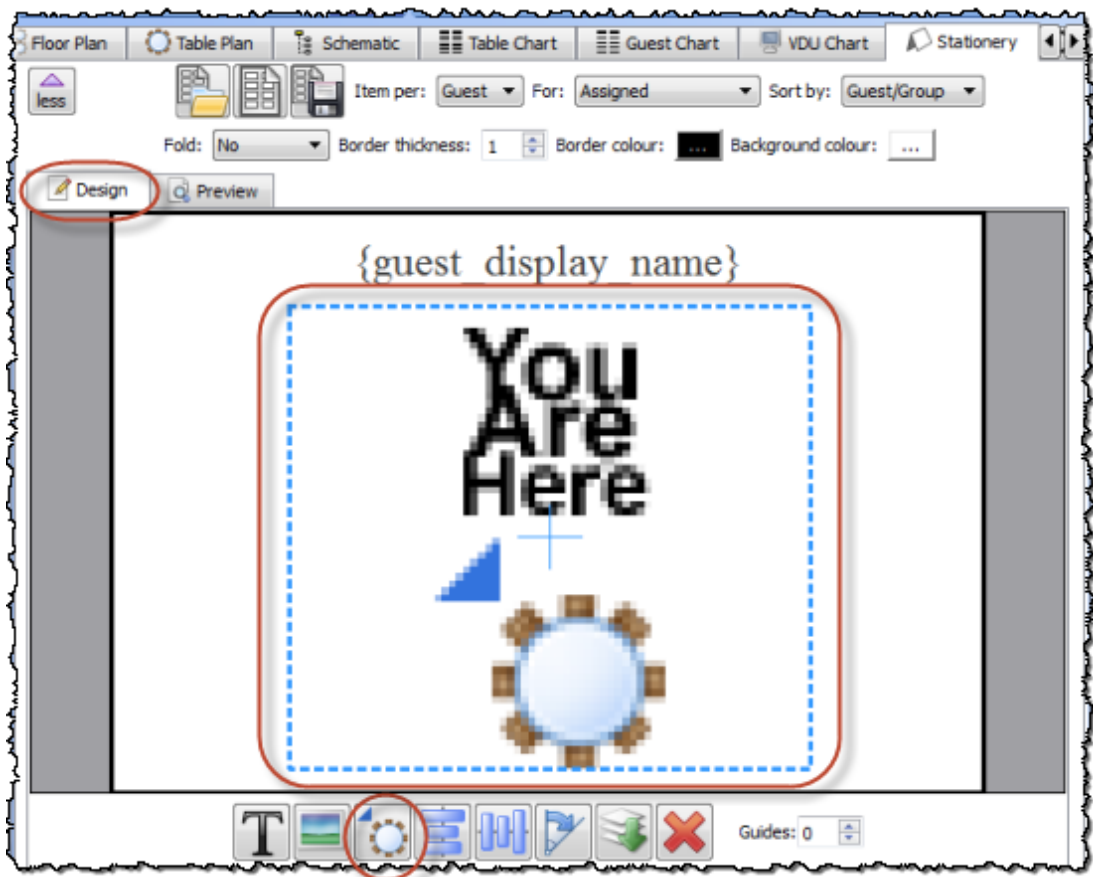 Floor Plan Table Plan Schematic Table Chart Guest Chart VDU Chart Stationery
less Item per: Guest For: Assigned Sort by: Guest/Group
Fold: No Border thickness: 1 Border colour: ... Background colour: ...
Design Preview
{guest_display_name}
You
Are
Here
T Guides: 0